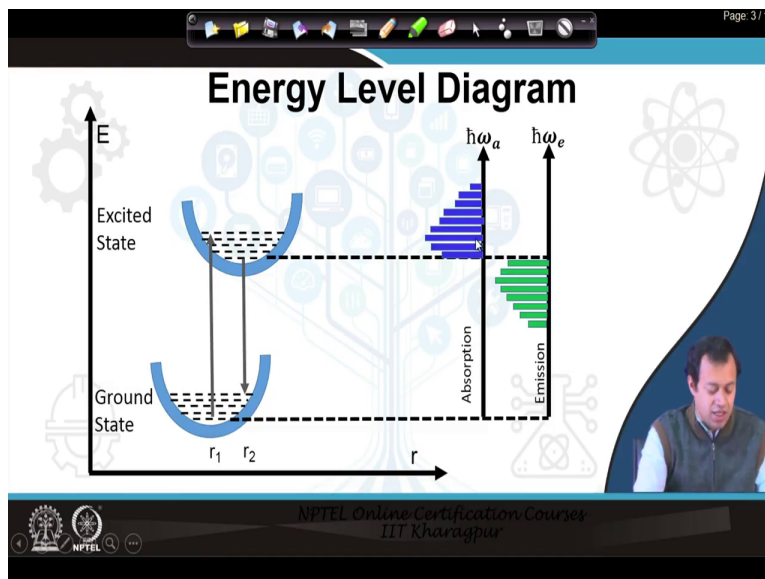 Page: 3 /
Energy Level Diagram
E
ħωₐ
ħωₑ
Excited
State
Absorption
Emission
Ground
State
r₁
r₂
r
NPTEL
NPTEL Online Certification Courses
IIT Kharagpur